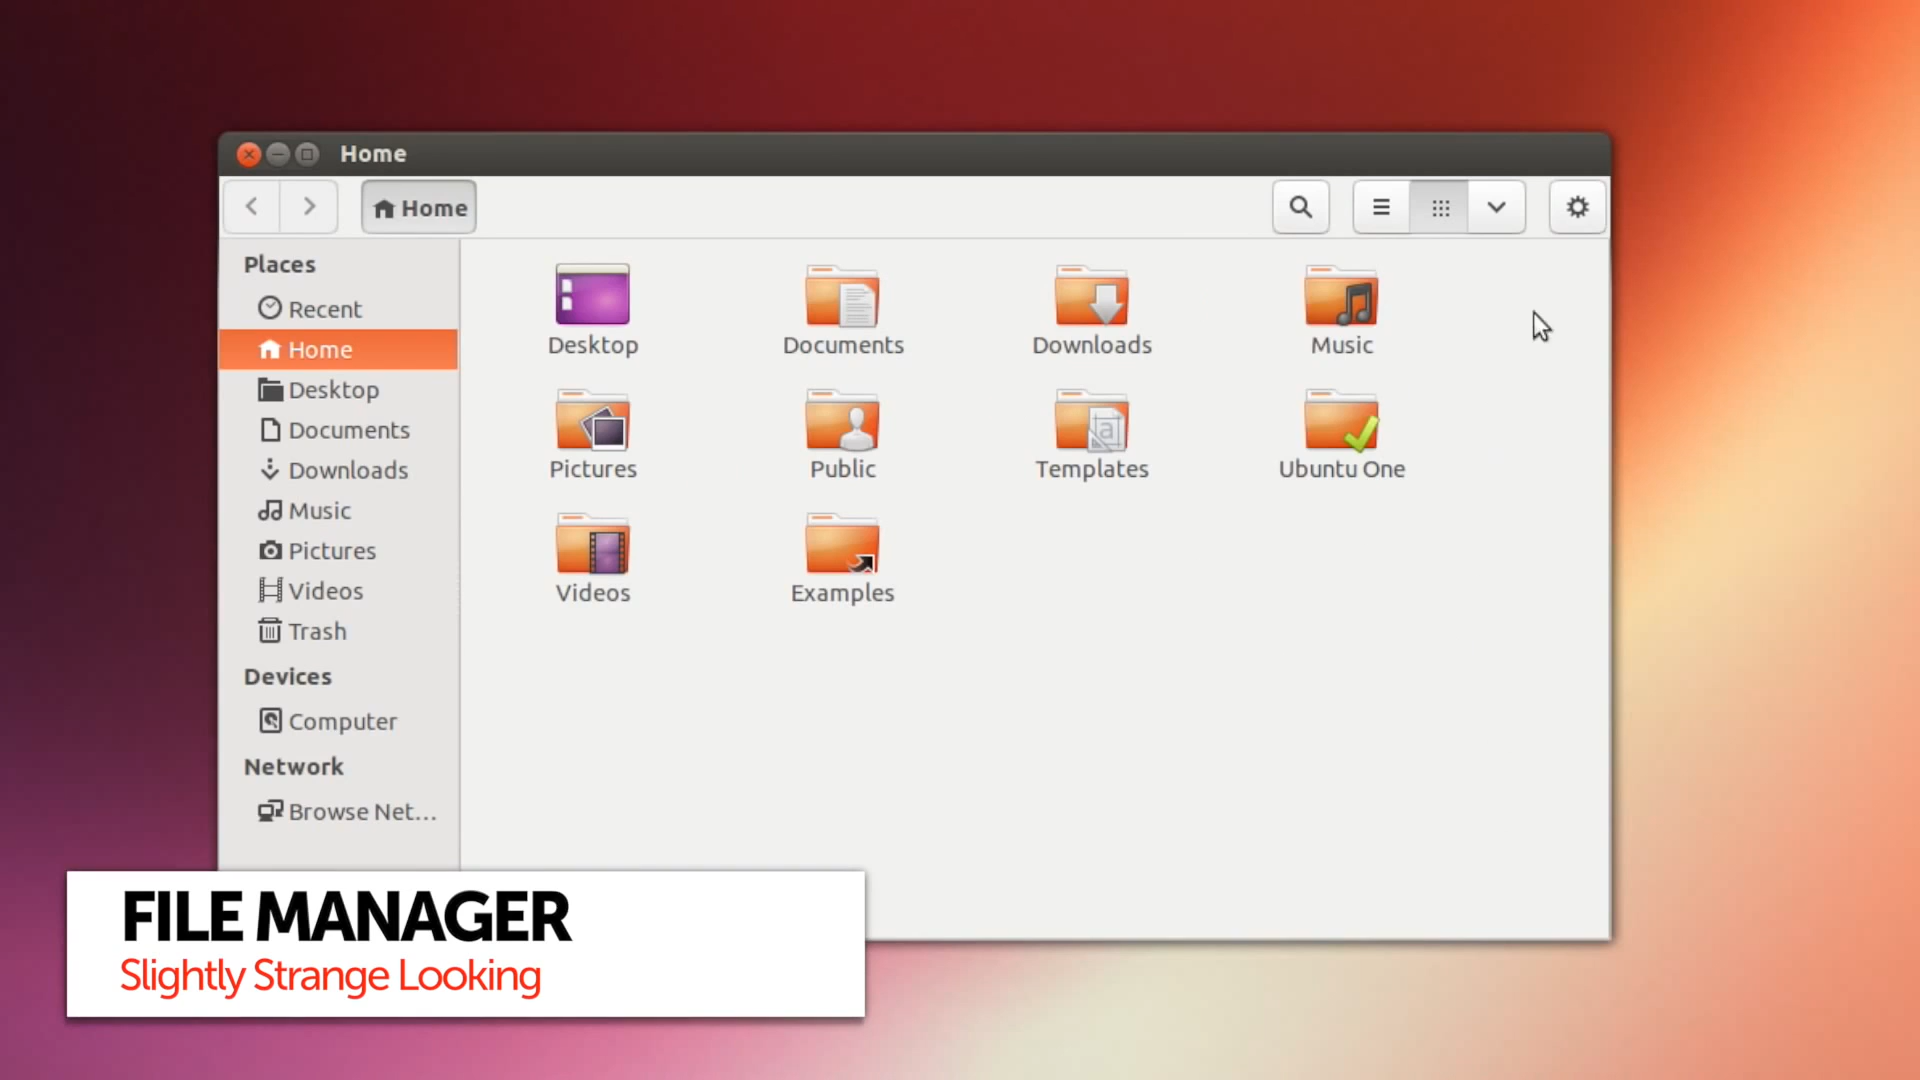 Home
Home
Places
Recent
Home
Desktop
Documents
Downloads
Music
Pictures
Videos
Trash
Devices
Computer
Network
Browse Net...
Desktop
Documents
Downloads
Music
Pictures
Public
Templates
Ubuntu One
Videos
Examples
FILE MANAGER
Slightly Strange Looking